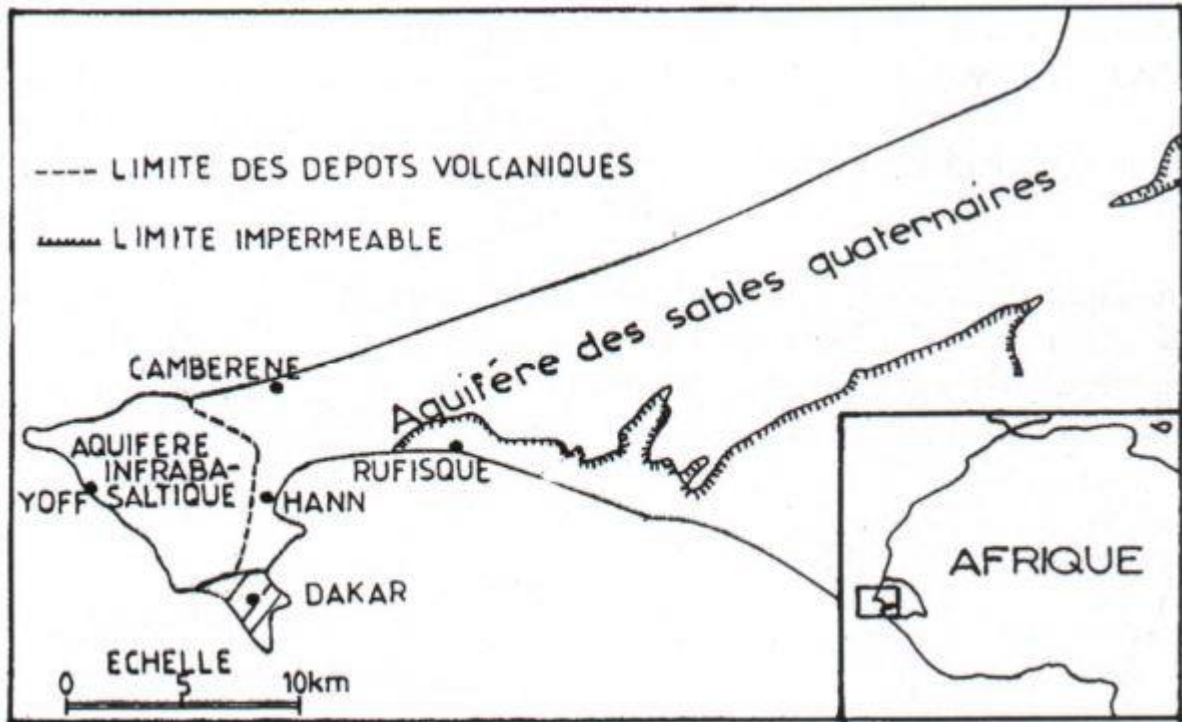 ---- LIMITE DES DEPOTS VOLCANIQUES
LIMITE IMPERMEABLE
Aquifére des sables quaternaires
CAMBERENE
AQUIFERE
INFRABA-
SALTIQUE
YOFF
HANN
RUFISQUE
DAKAR
AFRIQUE
ECHELLE
0 5 10km